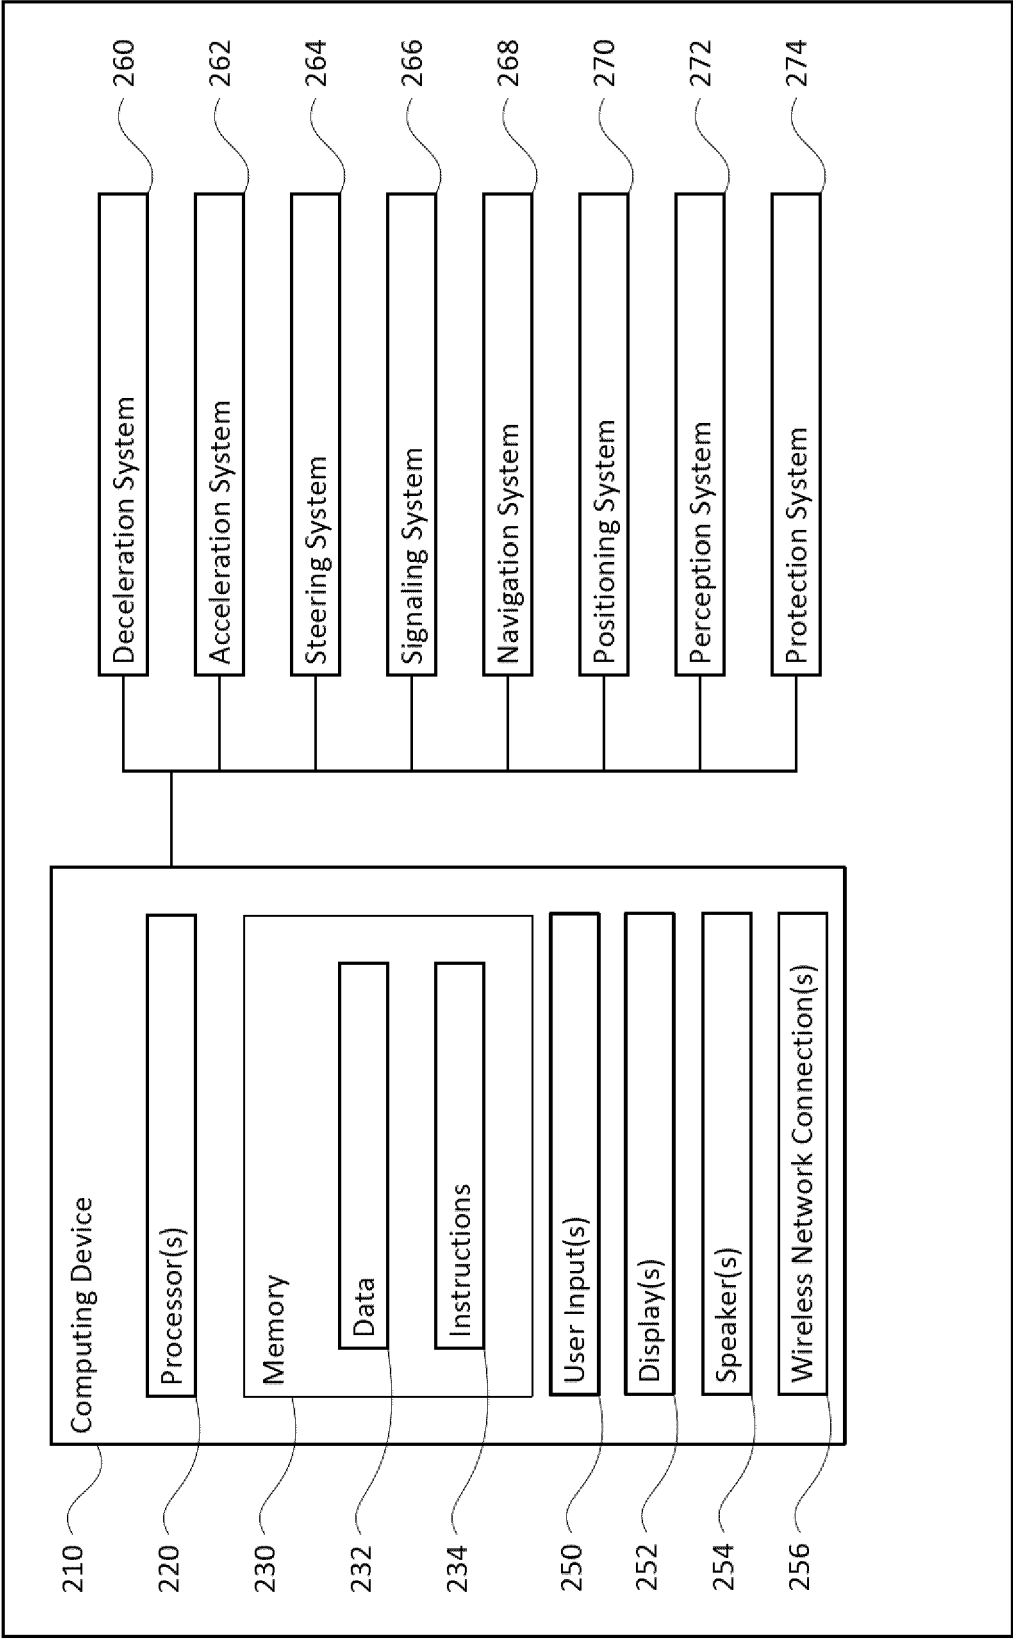 210
Computing Device
220
Processor(s)
230
Memory
232
Data
234
Instructions
250
User Input(s)
252
Display(s)
254
Speaker(s)
256
Wireless Network Connection(s)
Deceleration System
260
Acceleration System
262
Steering System
264
Signaling System
266
Navigation System
268
Positioning System
270
Perception System
272
Protection System
274